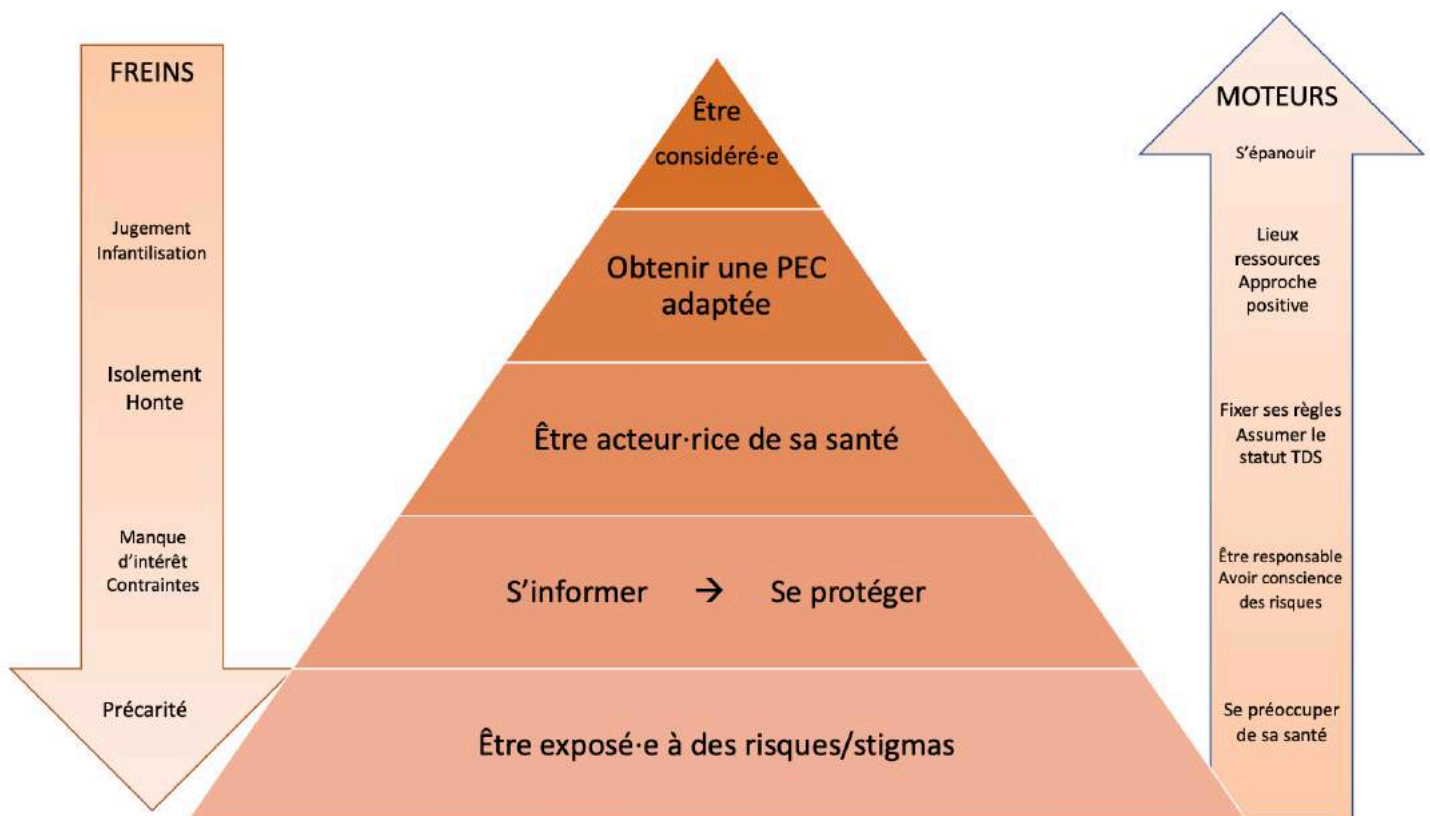 FREINS
Jugement
Infantilisation
Isolement
Honte
Manque
d'intérêt
Contraintes
Précarité
Être
considéré·e
Obtenir une PEC
adaptée
Être acteur·rice de sa santé
S'informer → Se protéger
Être exposé·e à des risques/stigmas
MOTEURS
S'épanouir
Lieux
ressources
Approche
positive
Fixer ses règles
Assumer le
statut TDS
Être responsable
Avoir conscience
des risques
Se préoccuper
de sa santé